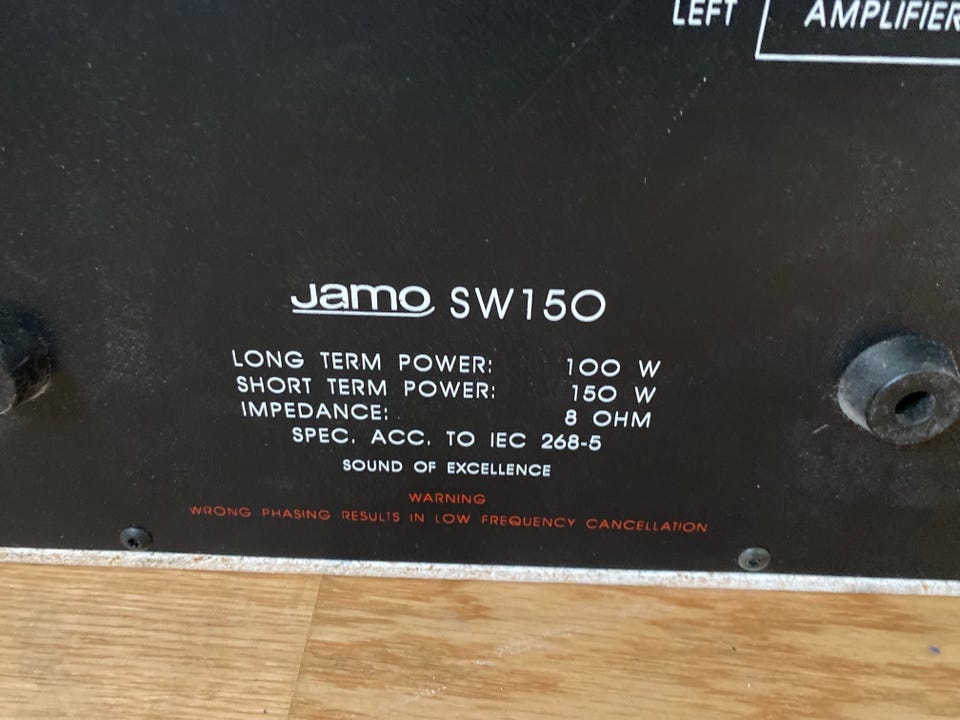 LEFT AMPLIFIER
Jamo SW150
LONG TERM POWER: 100 W
SHORT TERM POWER: 150 W
IMPEDANCE: 8 OHM
SPEC. ACC. TO IEC 268-5
SOUND OF EXCELLENCE
WARNING
WRONG PHASING RESULTS IN LOW FREQUENCY CANCELLATION